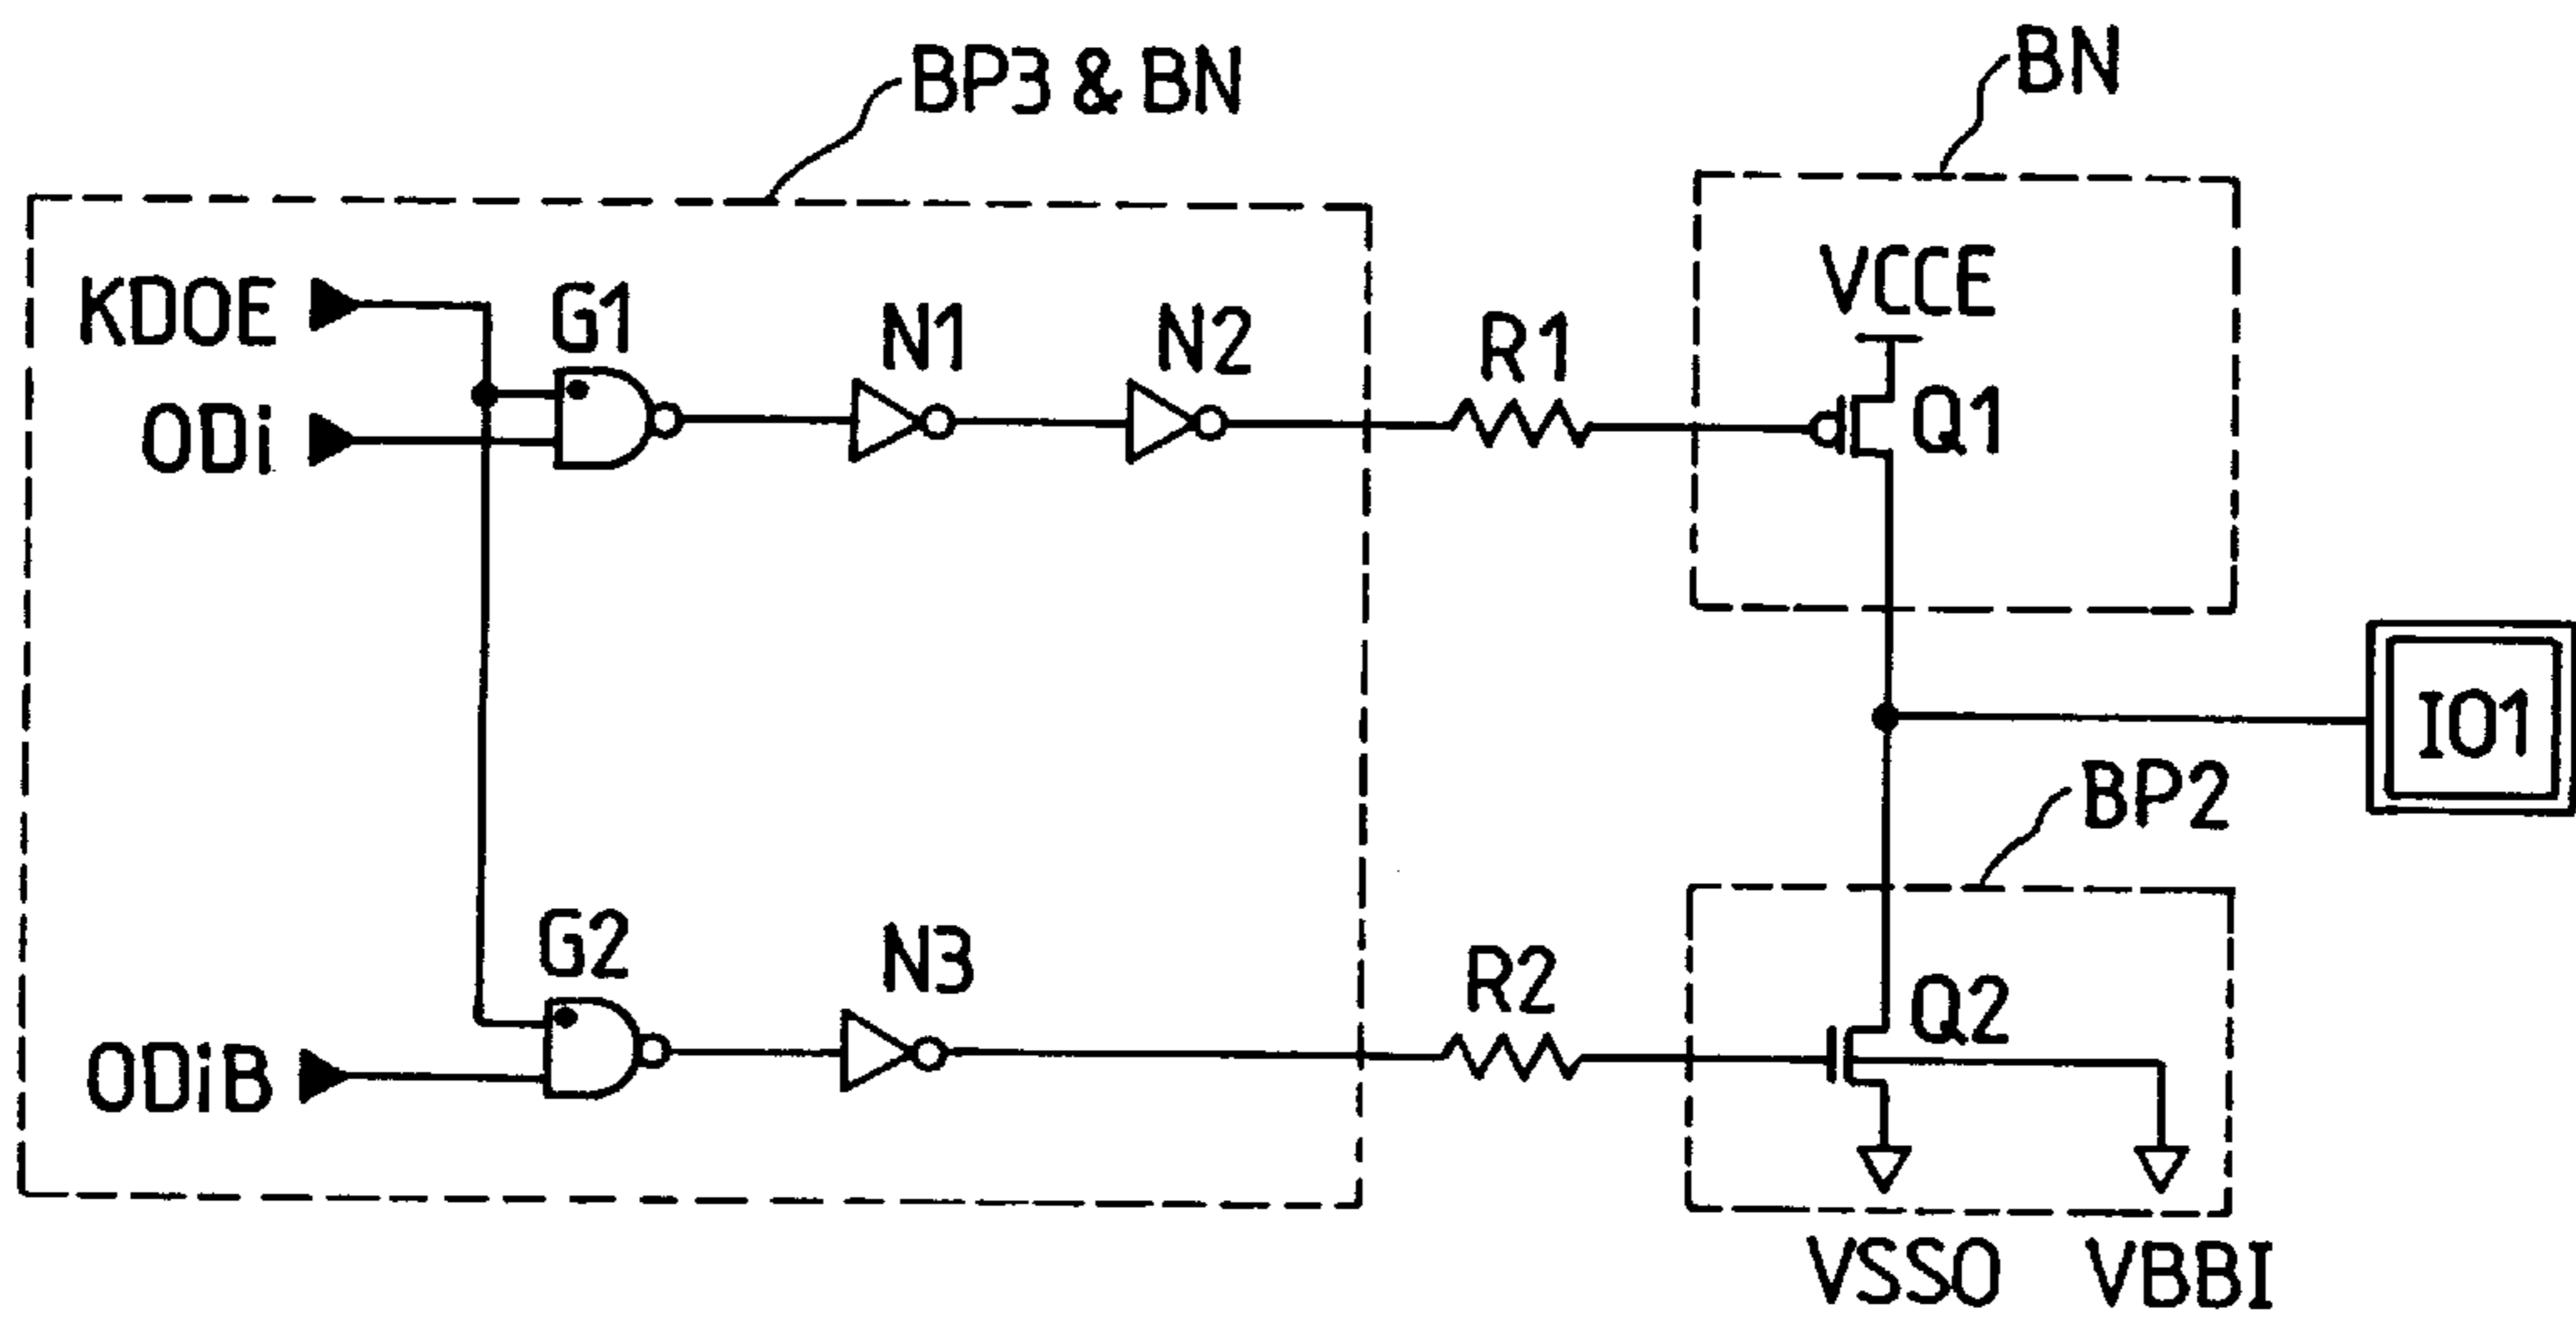 BP3 & BN
BN
KDOE
G1
N1
N2
R1
VCCE
Q1
ODi
IO1
BP2
G2
N3
R2
Q2
ODiB
VSSO
VBBI